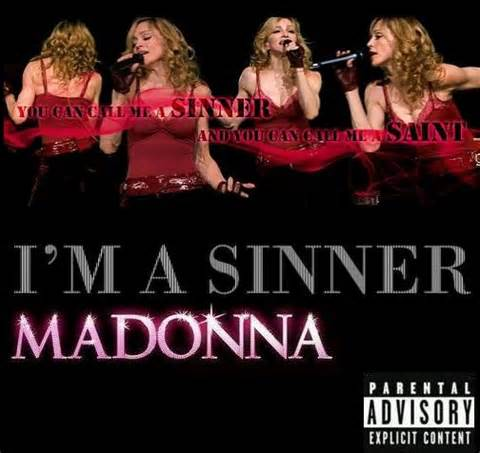 YOU CAN CALL ME A SINNER
AND YOU CAN CALL ME A SAINT
I'M A SINNER
MADONNA
PARENTAL
ADVISORY
EXPLICIT CONTENT